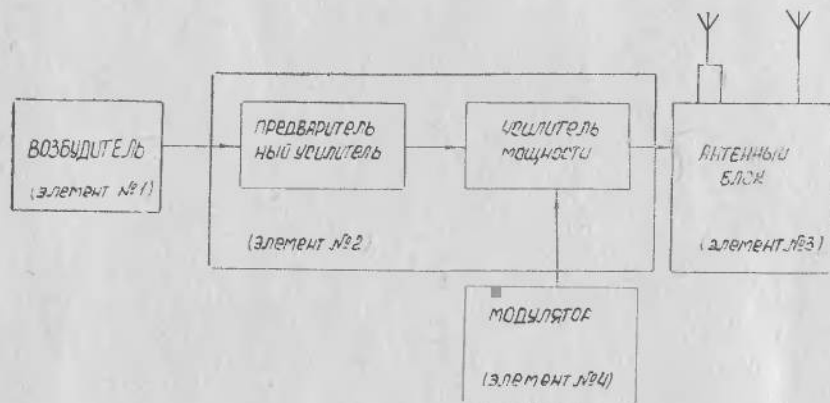 ВОЗБУДИТЕЛЬ
(элемент №1)
ПРЕДВАРИТЕЛЬ
НЫЙ УСИЛИТЕЛЬ
УСИЛИТЕЛЬ
МОЩНОСТИ
(элемент №2)
АНТЕННЫЙ
БЛОК
(элемент №3)
МОДУЛЯТОР
(элемент №4)